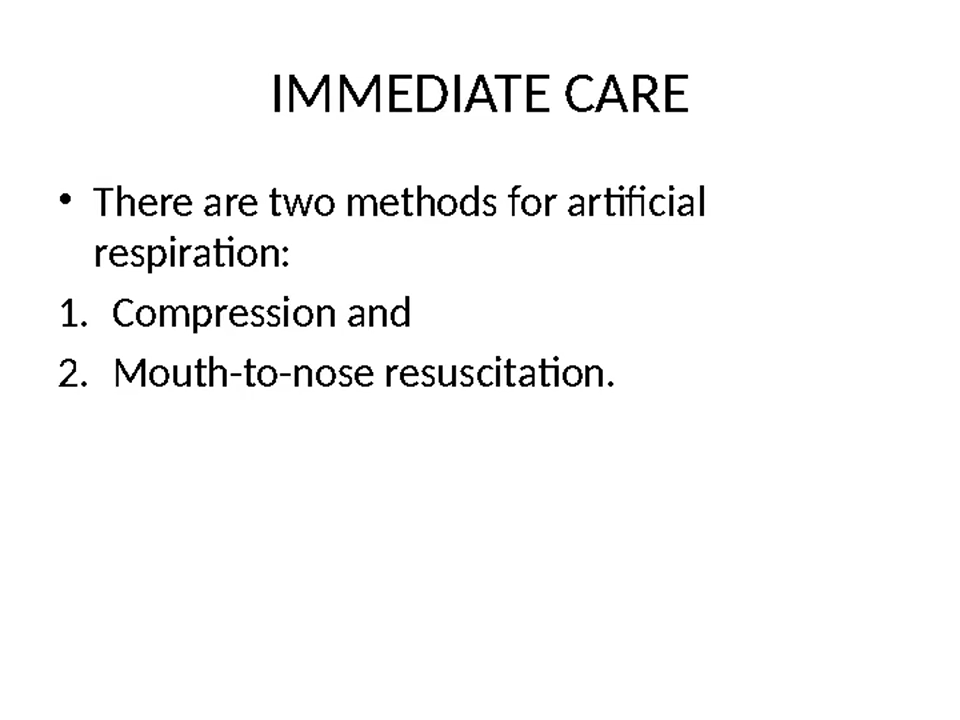 IMMEDIATE CARE
• There are two methods for artificial
respiration:
1. Compression and
2. Mouth-to-nose resuscitation.